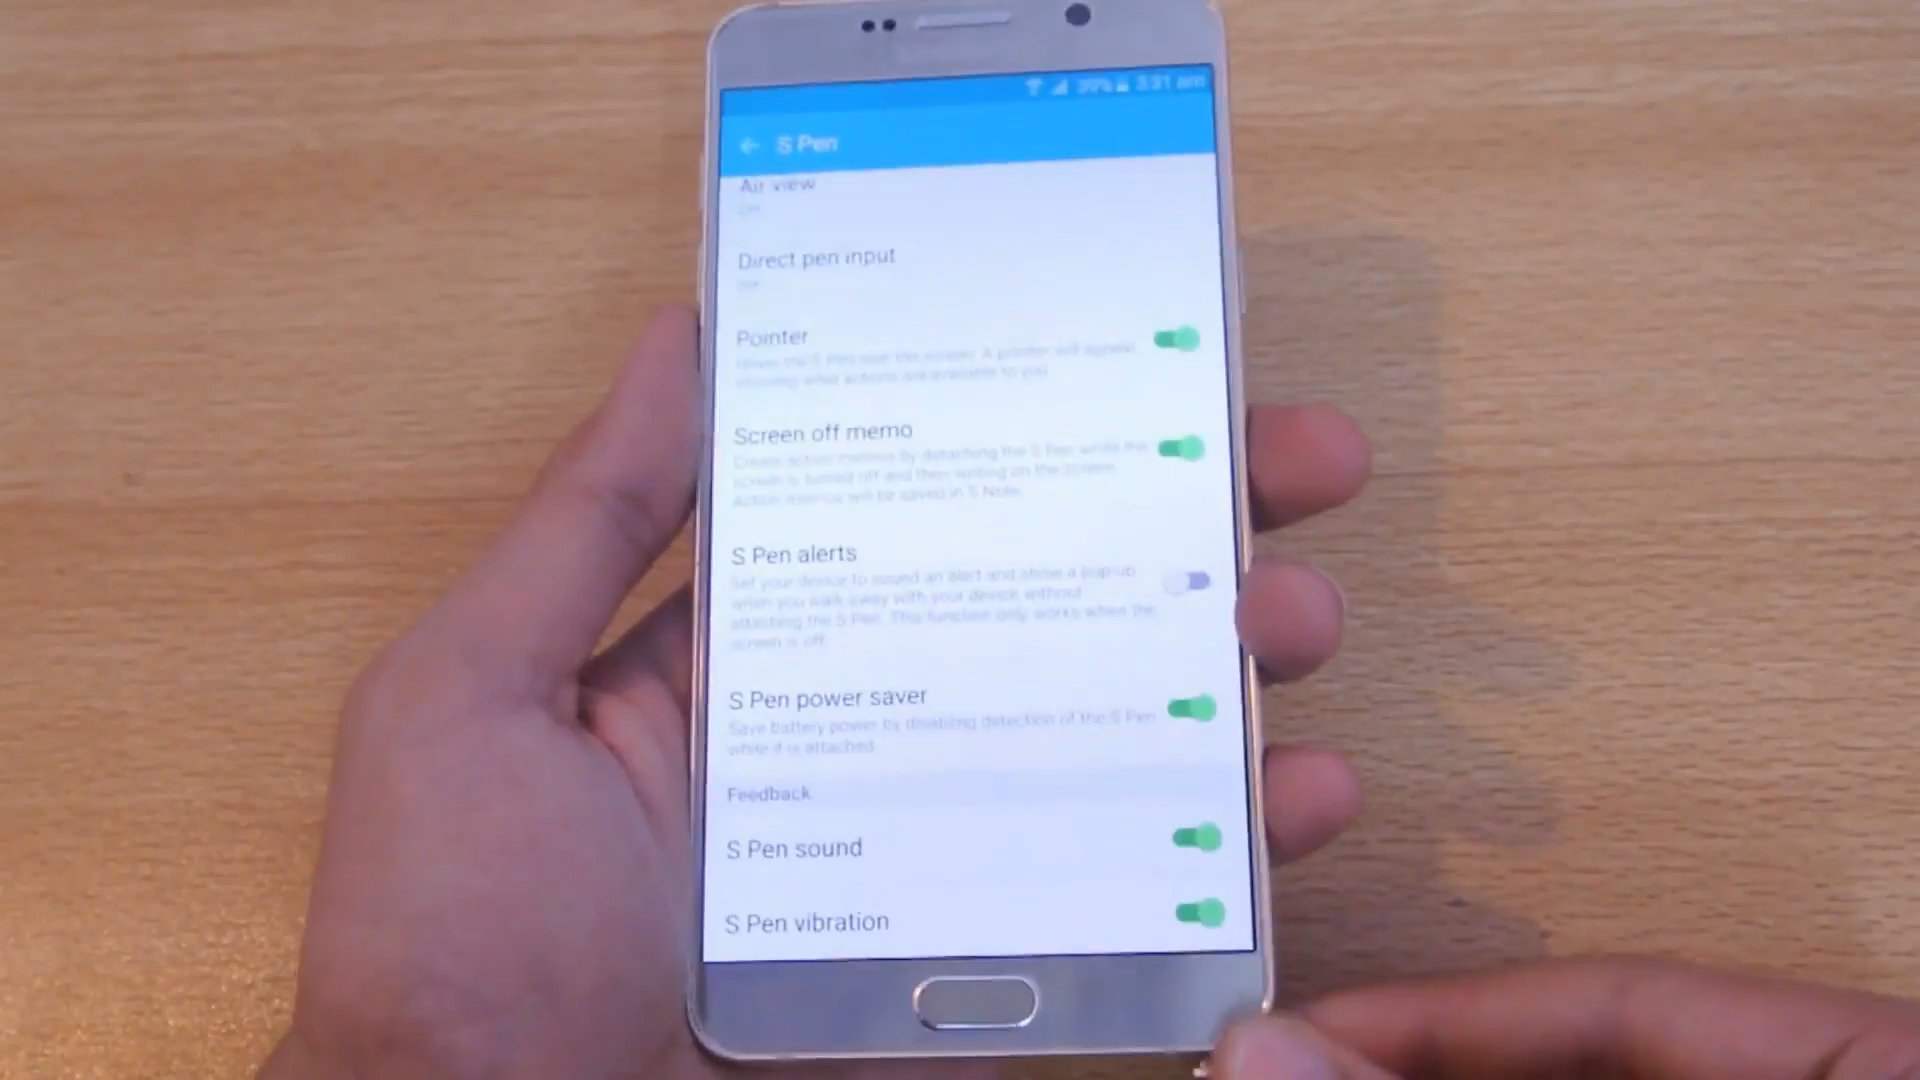 39% 3:31 am
S Pen
Air view
Off
Direct pen input
Pointer
Hover the S Pen near the screen. A pointer will appear
showing what actions are available to you.
Screen off memo
Create action memos by detaching the S Pen while the
screen is turned off and then writing on the screen.
Action memos will be saved in S Note.
S Pen alerts
Set your device to sound an alert and show a pop-up
when you walk away with your device without
attaching the S Pen. This function only works when the
screen is off.
S Pen power saver
Save battery power by disabling detection of the S Pen
while it is attached.
Feedback
S Pen sound
S Pen vibration